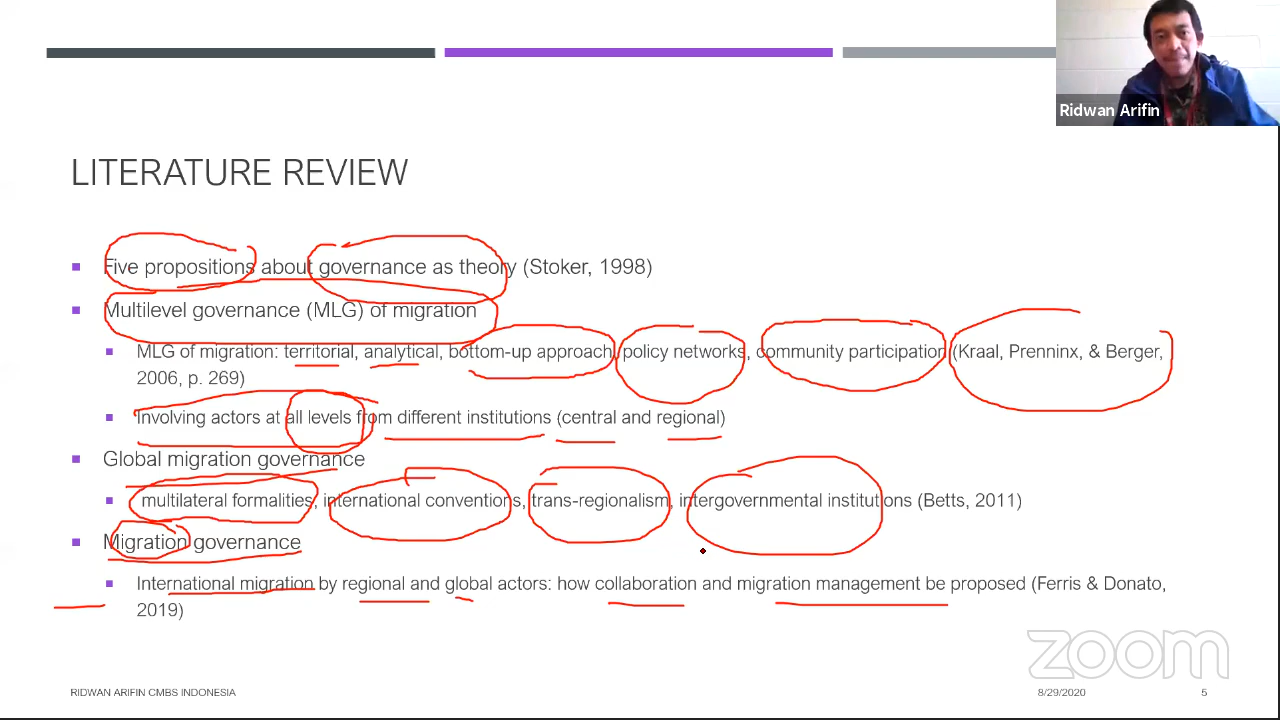 Ridwan Arifin
LITERATURE REVIEW
Five propositions about governance as theory (Stoker, 1998)
Multilevel governance (MLG) of migration
MLG of migration: territorial, analytical, bottom-up approach, policy networks, community participation (Kraal, Prenninx, & Berger,
2006, p. 269)
Involving actors at all levels from different institutions (central and regional)
Global migration governance
multilateral formalities, international conventions, trans-regionalism, intergovernmental institutions (Betts, 2011)
Migration governance
International migration by regional and global actors: how collaboration and migration management be proposed (Ferris & Donato,
2019)
zoom
RIDWAN ARIFIN CMBS INDONESIA
8/29/2020
5